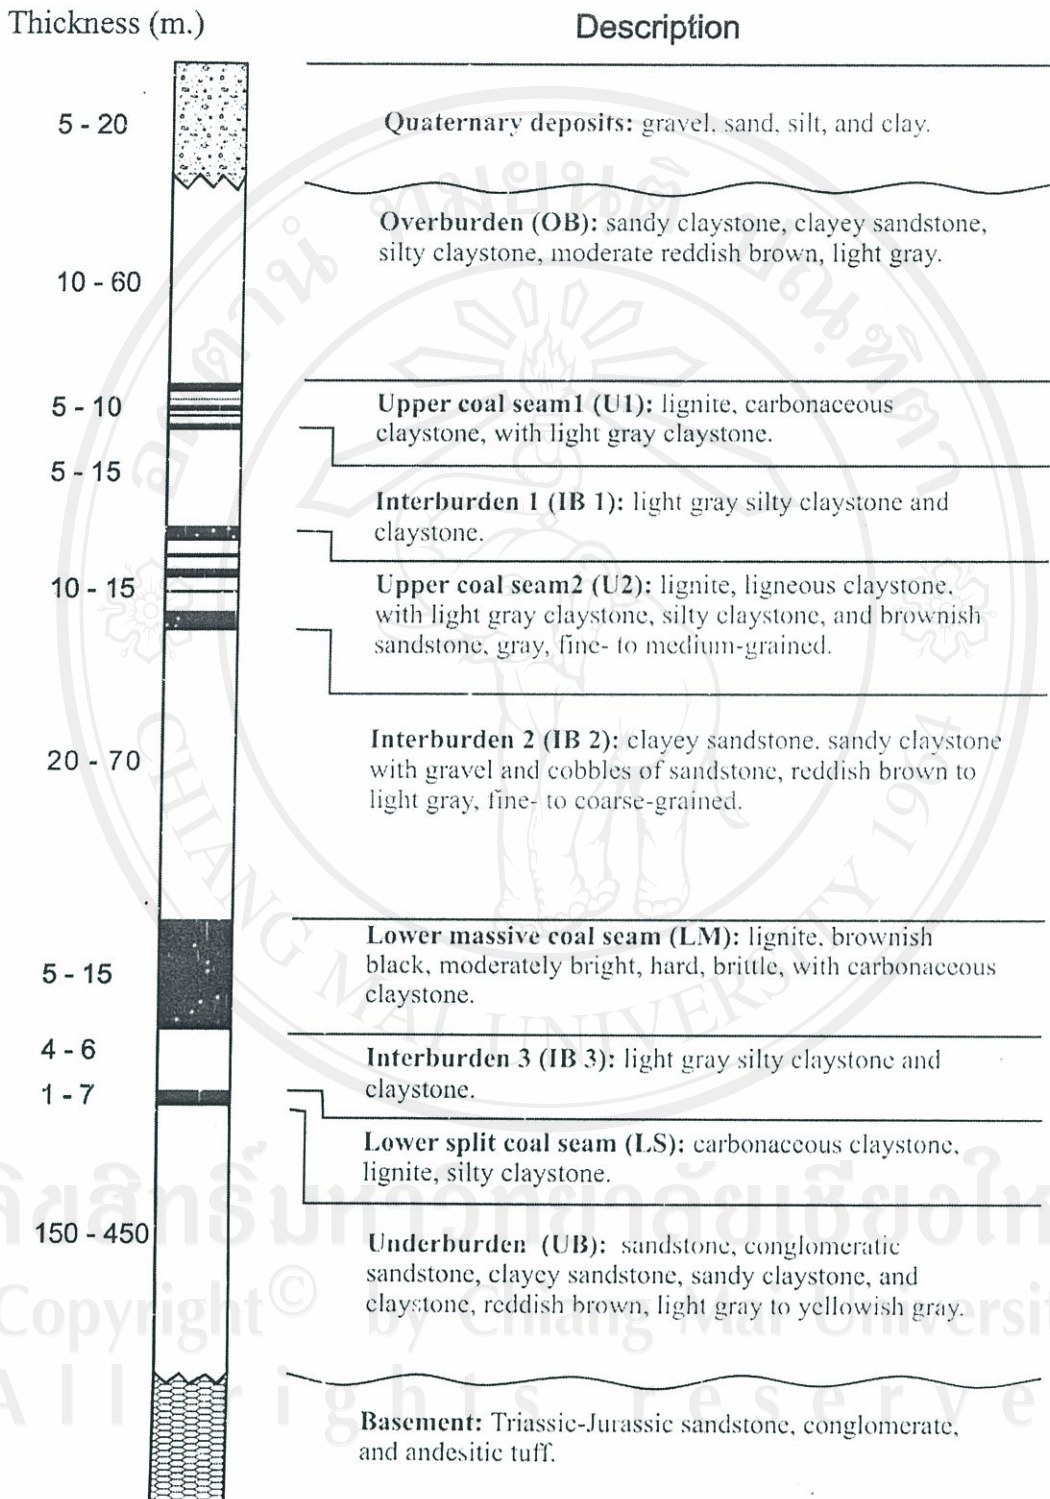 Thickness (m.)
Description
5 - 20
Quaternary deposits: gravel, sand, silt, and clay.
10 - 60
Overburden (OB): sandy claystone, clayey sandstone,
silty claystone, moderate reddish brown, light gray.
5 - 10
Upper coal seam1 (U1): lignite, carbonaceous
claystone, with light gray claystone.
5 - 15
Interburden 1 (IB 1): light gray silty claystone and
claystone.
10 - 15
Upper coal seam2 (U2): lignite, ligneous claystone,
with light gray claystone, silty claystone, and brownish
sandstone, gray, fine- to medium-grained.
20 - 70
Interburden 2 (IB 2): clayey sandstone. sandy claystone
with gravel and cobbles of sandstone, reddish brown to
light gray, fine- to coarse-grained.
5 - 15
Lower massive coal seam (LM): lignite, brownish
black, moderately bright, hard, brittle, with carbonaceous
claystone.
4 - 6
Interburden 3 (IB 3): light gray silty claystone and
claystone.
1 - 7
Lower split coal seam (LS): carbonaceous claystone,
lignite, silty claystone.
150 - 450
Underburden (UB): sandstone, conglomeratic
sandstone, clayey sandstone, sandy claystone, and
claystone, reddish brown, light gray to yellowish gray.
Basement: Triassic-Jurassic sandstone, conglomerate,
and andesitic tuff.
CHIANG MAI UNIVERSITY 1964
Copyright© by Chiang Mai Universit
All rights reserve